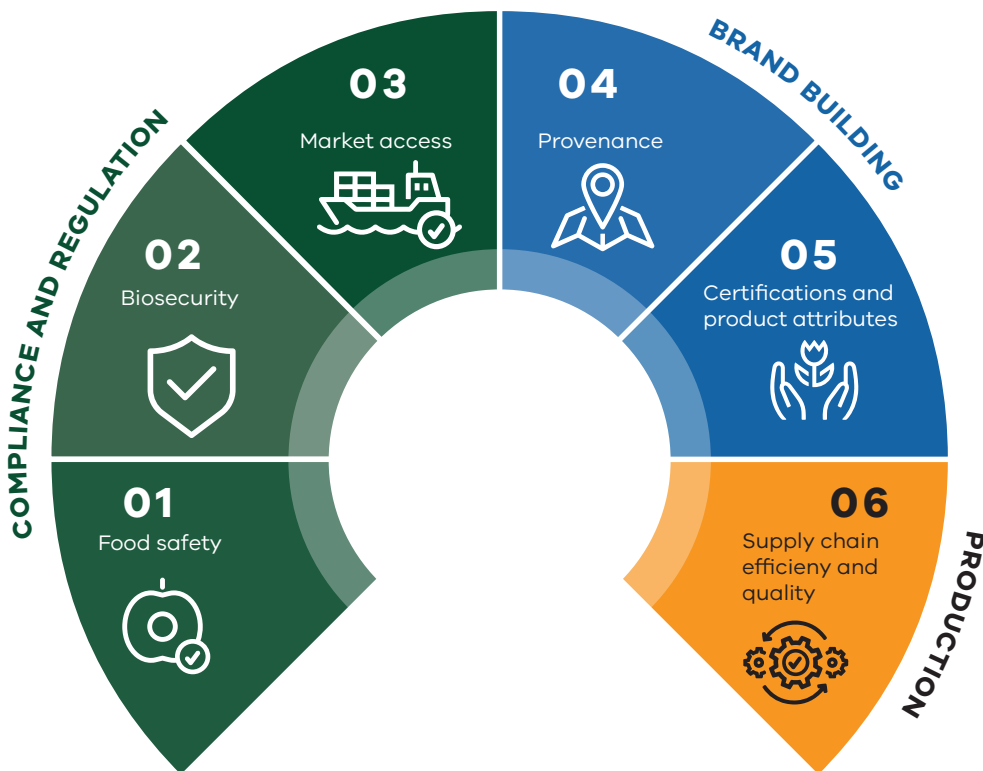 COMPLIANCE AND REGULATION
01
Food safety
02
Biosecurity
03
Market access
BRAND BUILDING
04
Provenance
05
Certifications and
product attributes
PRODUCTION
06
Supply chain
efficieny and
quality